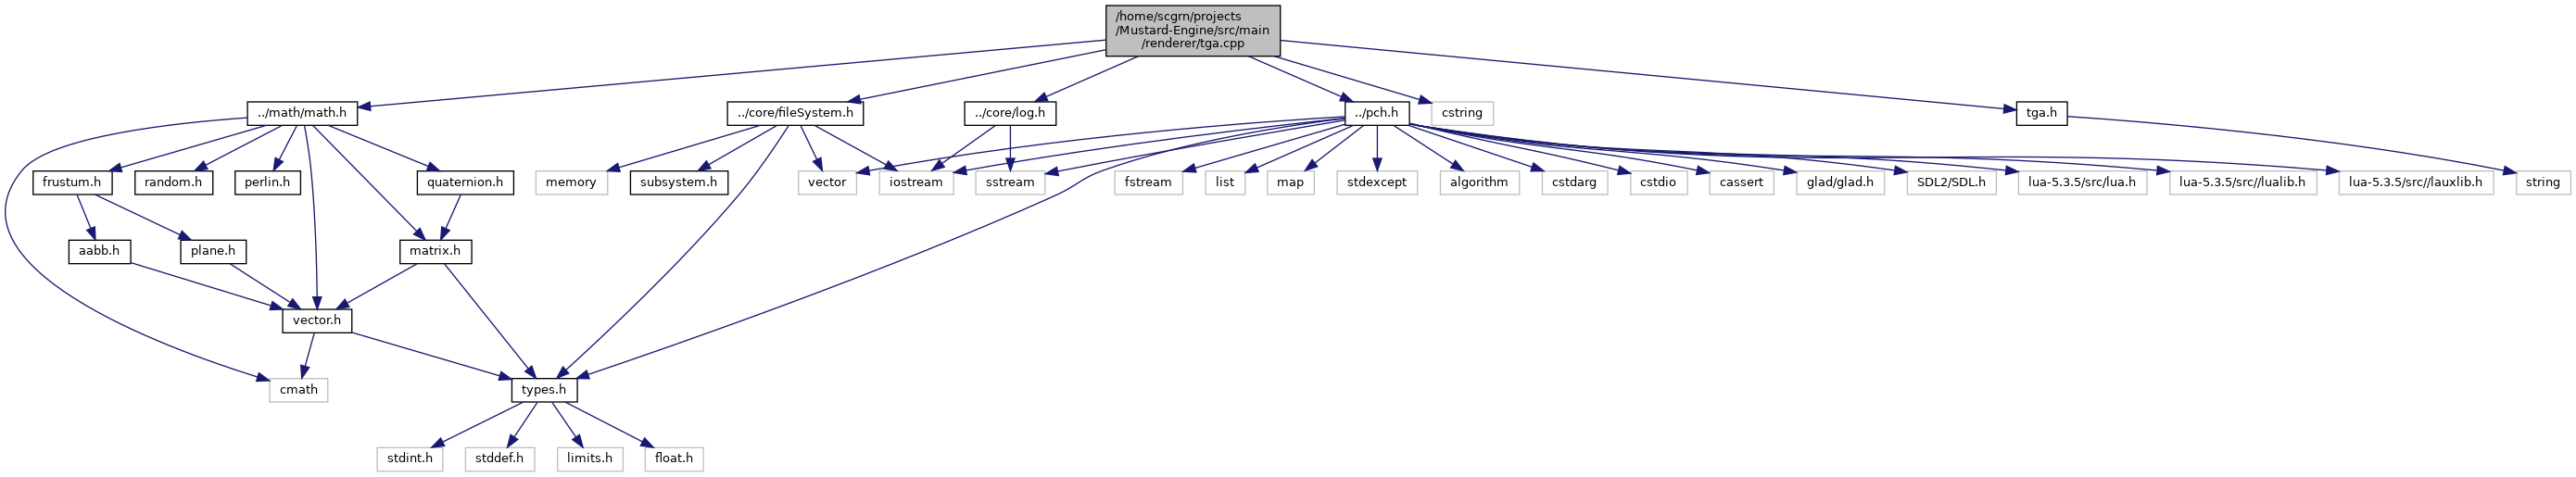 /home/scgrn/projects
/Mustard-Engine/src/main
/renderer/tga.cpp
../math/math.h
../core/fileSystem.h
../core/log.h
../pch.h
cstring
tga.h
frustum.h
random.h
perlin.h
quaternion.h
memory
subsystem.h
vector
iostream
sstream
fstream
list
map
stdexcept
algorithm
cstdarg
cstdio
cassert
glad/glad.h
SDL2/SDL.h
lua-5.3.5/src/lua.h
lua-5.3.5/src//lualib.h
lua-5.3.5/src//lauxlib.h
string
aabb.h
plane.h
matrix.h
vector.h
cmath
types.h
stdint.h
stddef.h
limits.h
float.h